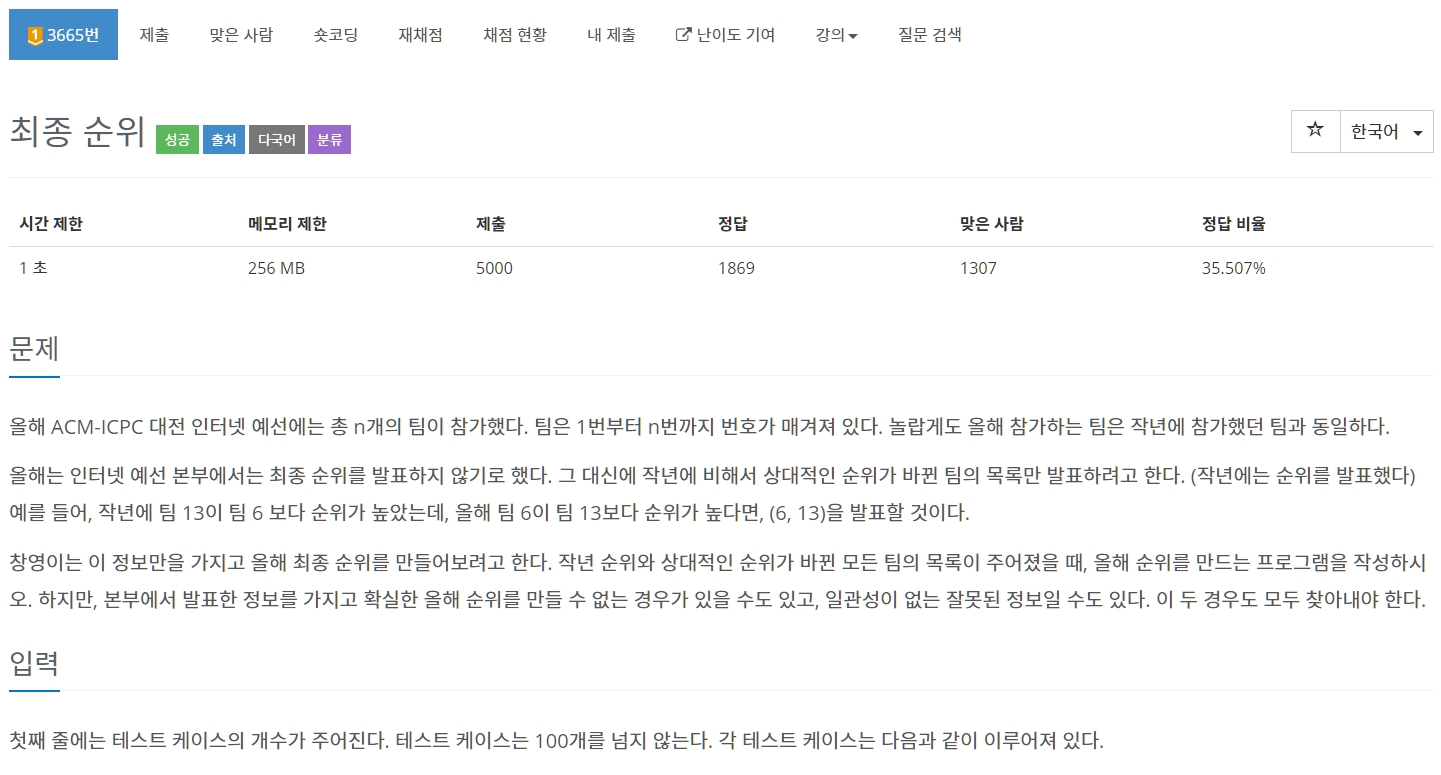 1 3665번 제출 맞은 사람 숏코딩 재채점 채점 현황 내 제출 난이도 기여 강의 질문 검색
최종 순위 성공 출처 다국어 분류 한국어
시간 제한 메모리 제한 제출 정답 맞은 사람 정답 비율
1 초 256 MB 5000 1869 1307 35.507%
문제
올해 ACM-ICPC 대전 인터넷 예선에는 총 n개의 팀이 참가했다. 팀은 1번부터 n번까지 번호가 매겨져 있다. 놀랍게도 올해 참가하는 팀은 작년에 참가했던 팀과 동일하다.
올해는 인터넷 예선 본부에서는 최종 순위를 발표하지 않기로 했다. 그 대신에 작년에 비해서 상대적인 순위가 바뀐 팀의 목록만 발표하려고 한다. (작년에는 순위를 발표했다)
예를 들어, 작년에 팀 13이 팀 6 보다 순위가 높았는데, 올해 팀 6이 팀 13보다 순위가 높다면, (6, 13)을 발표할 것이다.
창영이는 이 정보만을 가지고 올해 최종 순위를 만들어보려고 한다. 작년 순위와 상대적인 순위가 바뀐 모든 팀의 목록이 주어졌을 때, 올해 순위를 만드는 프로그램을 작성하시
오. 하지만, 본부에서 발표한 정보를 가지고 확실한 올해 순위를 만들 수 없는 경우가 있을 수도 있고, 일관성이 없는 잘못된 정보일 수도 있다. 이 두 경우도 모두 찾아내야 한다.
입력
첫째 줄에는 테스트 케이스의 개수가 주어진다. 테스트 케이스는 100개를 넘지 않는다. 각 테스트 케이스는 다음과 같이 이루어져 있다.